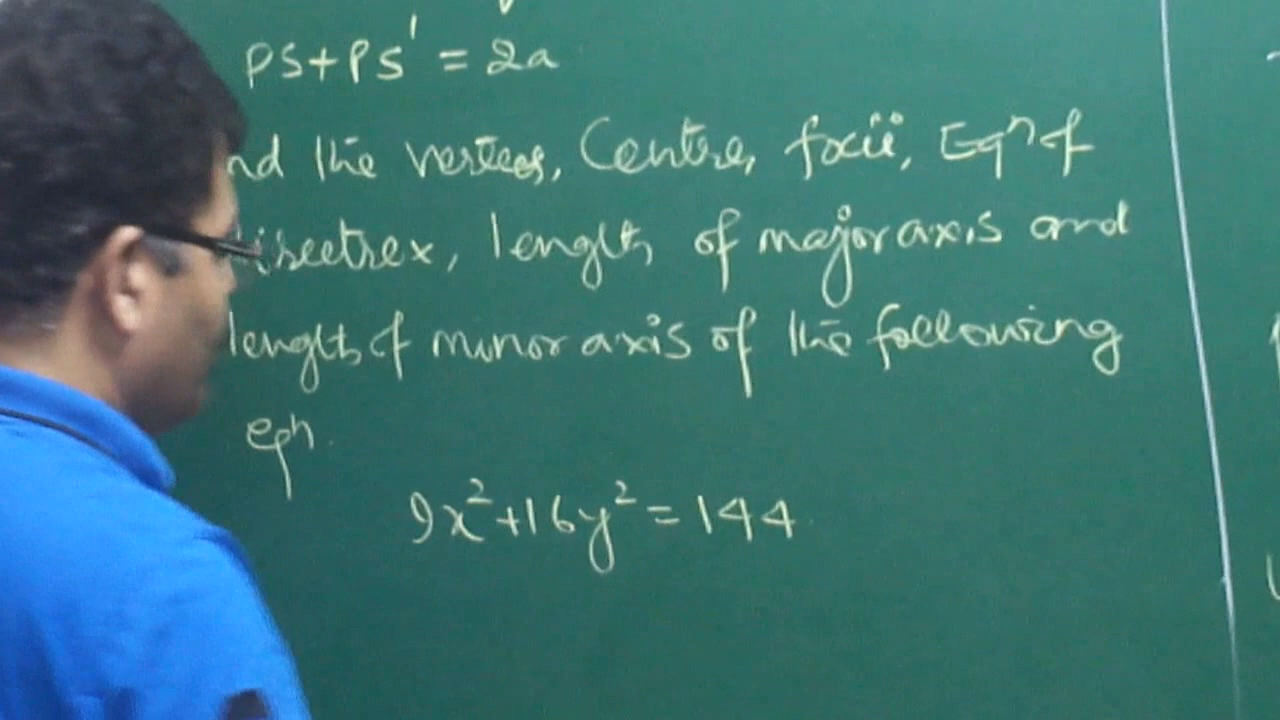 PS+PS' = 2a
nd the vertices, Centre, focii, Eqn of
directrex, length of major axis and
length of minor axis of the following
eqn.
9x²+16y²=144